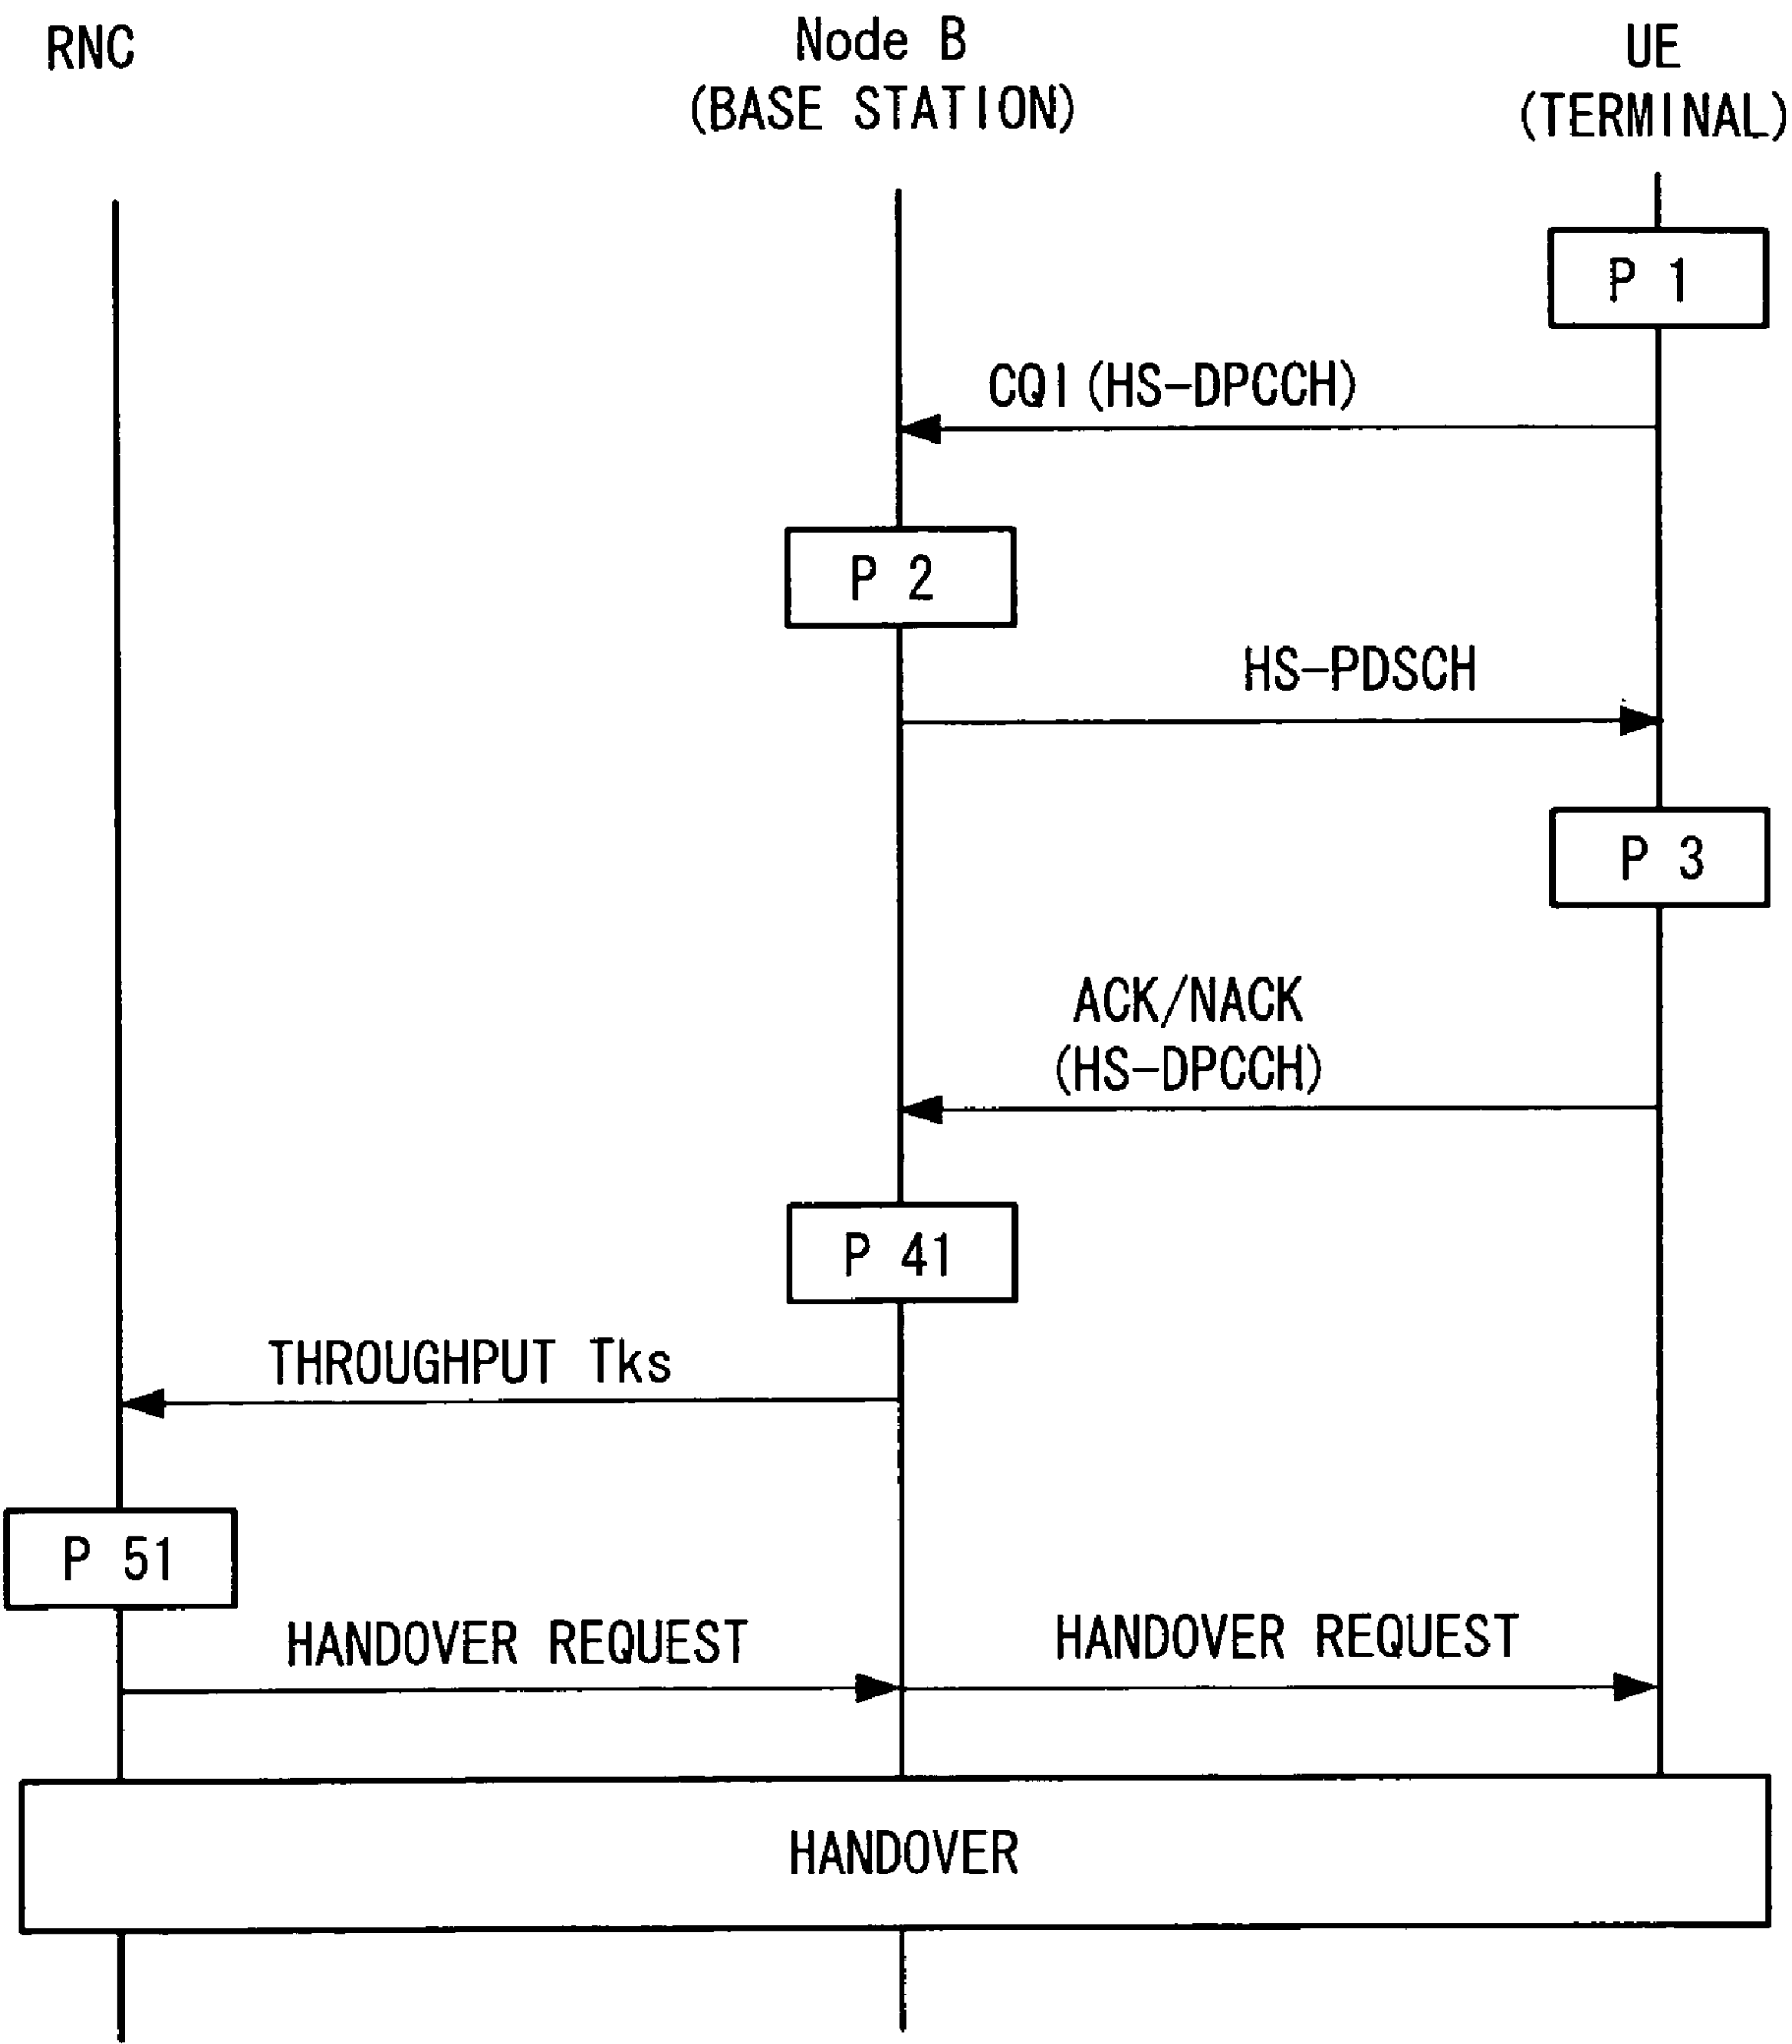 RNC
Node B
(BASE STATION)
UE
(TERMINAL)
P 1
CQI(HS-DPCCH)
P 2
HS-PDSCH
P 3
ACK/NACK
(HS-DPCCH)
P 41
THROUGHPUT Tks
P 51
HANDOVER REQUEST
HANDOVER REQUEST
HANDOVER